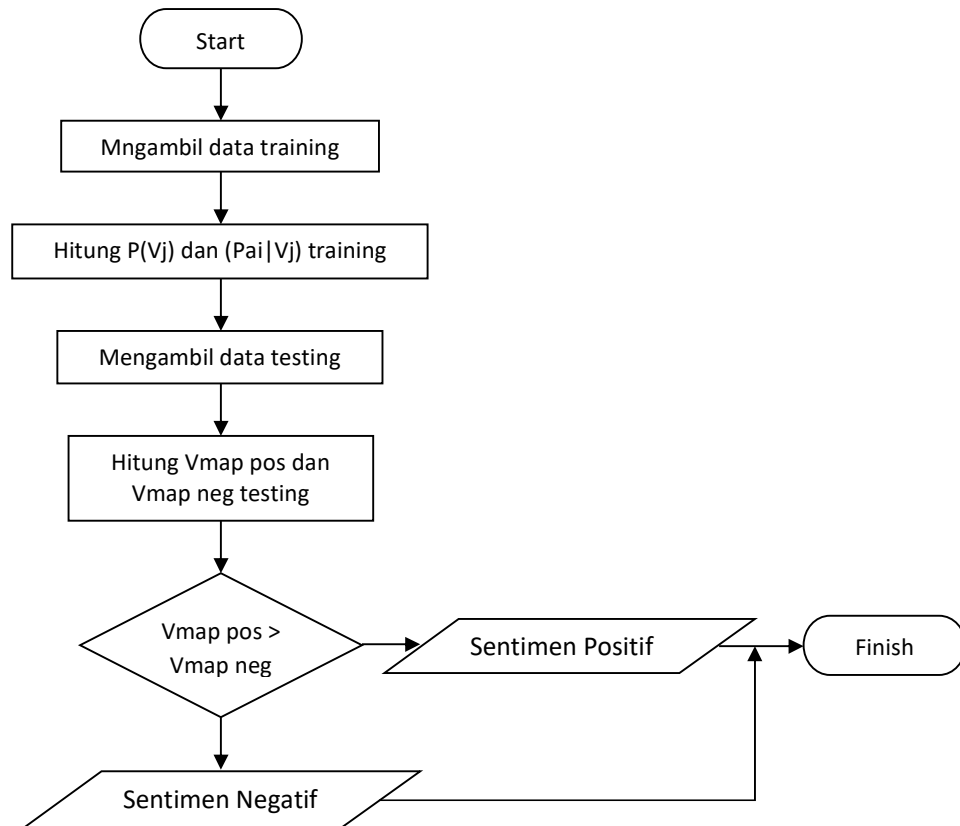 Start
Mngambil data training
Hitung P(Vj) dan (Pai|Vj) training
Mengambil data testing
Hitung Vmap pos dan
Vmap neg testing
Vmap pos >
Vmap neg
Sentimen Positif
Finish
Sentimen Negatif